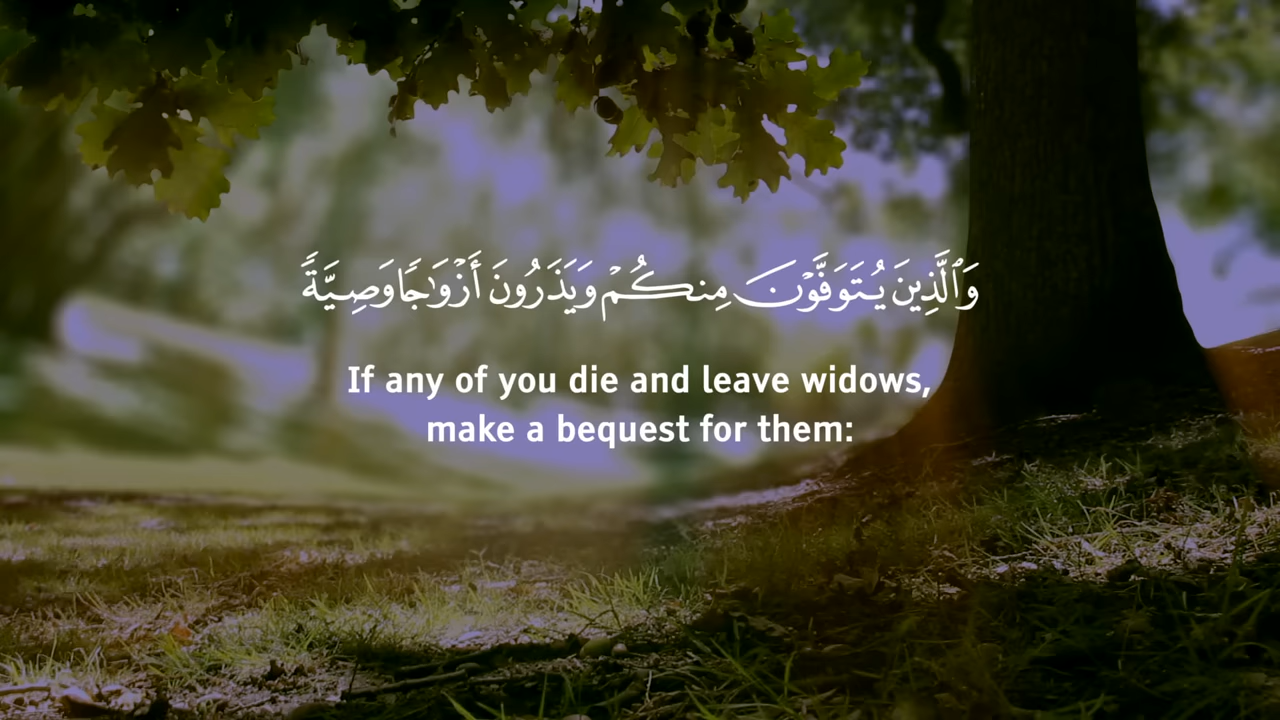 وَٱلَّذِينَ يُتَوَفَّوْنَ مِنكُمْ وَيَذَرُونَ أَزْوَٰجًا وَصِيَّةً
If any of you die and leave widows,
make a bequest for them: